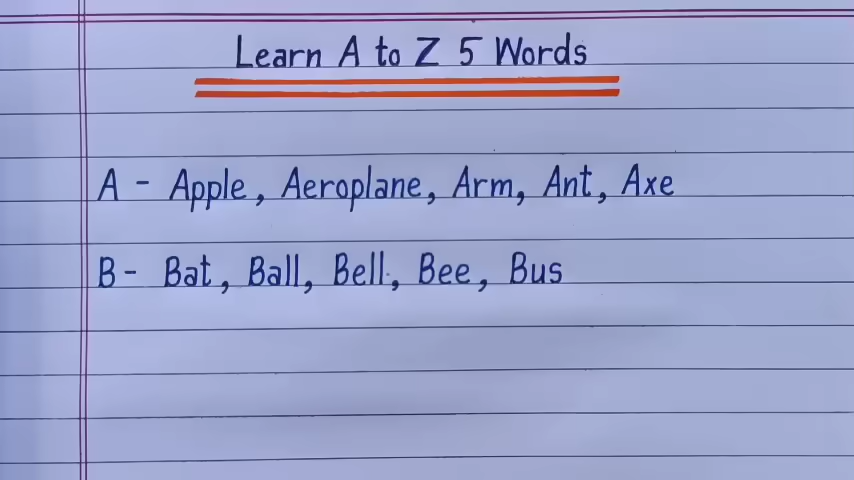 Learn A to Z 5 Words
A - Apple, Aeroplane, Arm, Ant, Axe
B - Bat, Ball, Bell, Bee, Bus